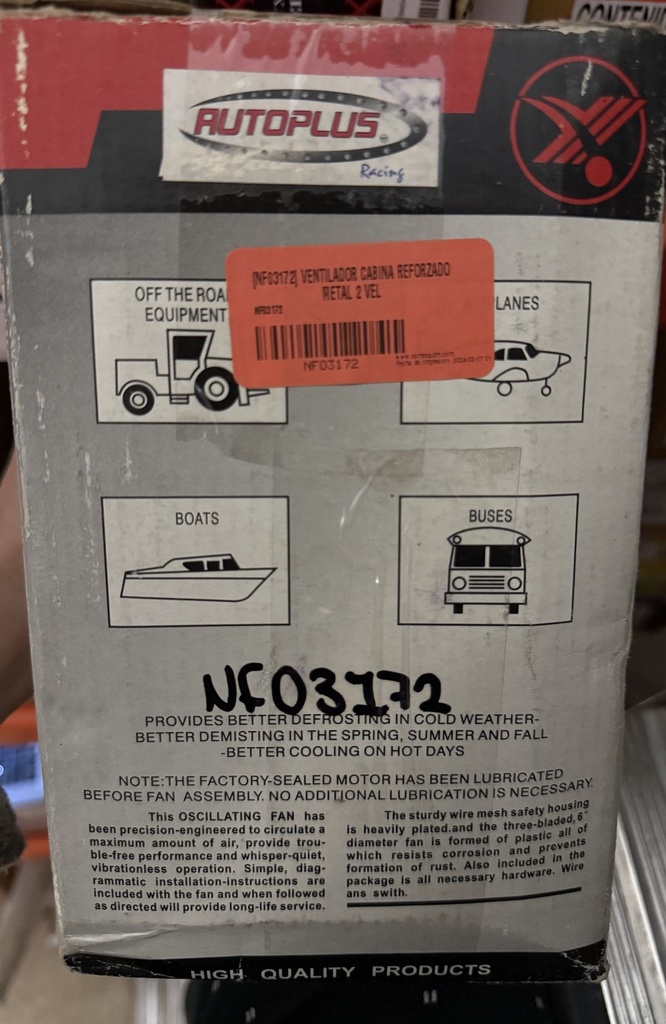 CONTENI
AUTOPLUS
Racing
[NF03172] VENTILADOR CABINA REFORZADO
METAL 2 VEL
NF03172
NF03172
OFF THE ROA
EQUIPMENT
PLANES
BOATS
BUSES
NF03172
PROVIDES BETTER DEFROSTING IN COLD WEATHER-
BETTER DEMISTING IN THE SPRING, SUMMER AND FALL
-BETTER COOLING ON HOT DAYS
NOTE:THE FACTORY-SEALED MOTOR HAS BEEN LUBRICATED
BEFORE FAN ASSEMBLY. NO ADDITIONAL LUBRICATION IS NECESSARY.
This OSCILLATING FAN has
been precision-engineered to circulate a
maximum amount of air, provide trou-
ble-free performance and whisper-quiet,
vibrationless operation. Simple, diag-
rammatic installation-instructions are
included with the fan and when followed
as directed will provide long-life service.
The sturdy wire mesh safety housing
is heavily plated.and the three-bladed, 6"
diameter fan is formed of plastic all of
which resists corrosion and prevents
formation of rust. Also included in the
package is all necessary hardware. Wire
ans swith.
HIGH QUALITY PRODUCTS